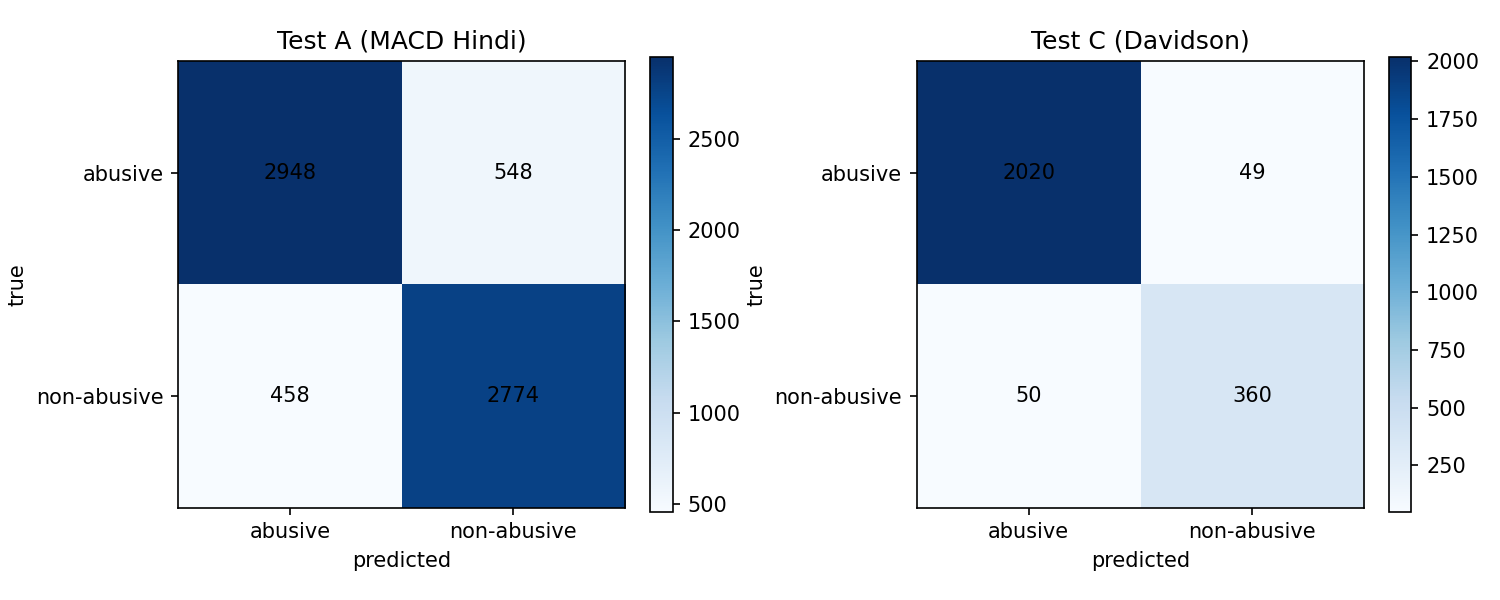 Test A (MACD Hindi)
true
abusive
non-abusive
2948
548
458
2774
abusive
non-abusive
predicted
2500
2000
1500
1000
500
Test C (Davidson)
true
abusive
non-abusive
2020
49
50
360
abusive
non-abusive
predicted
2000
1750
1500
1250
1000
750
500
250